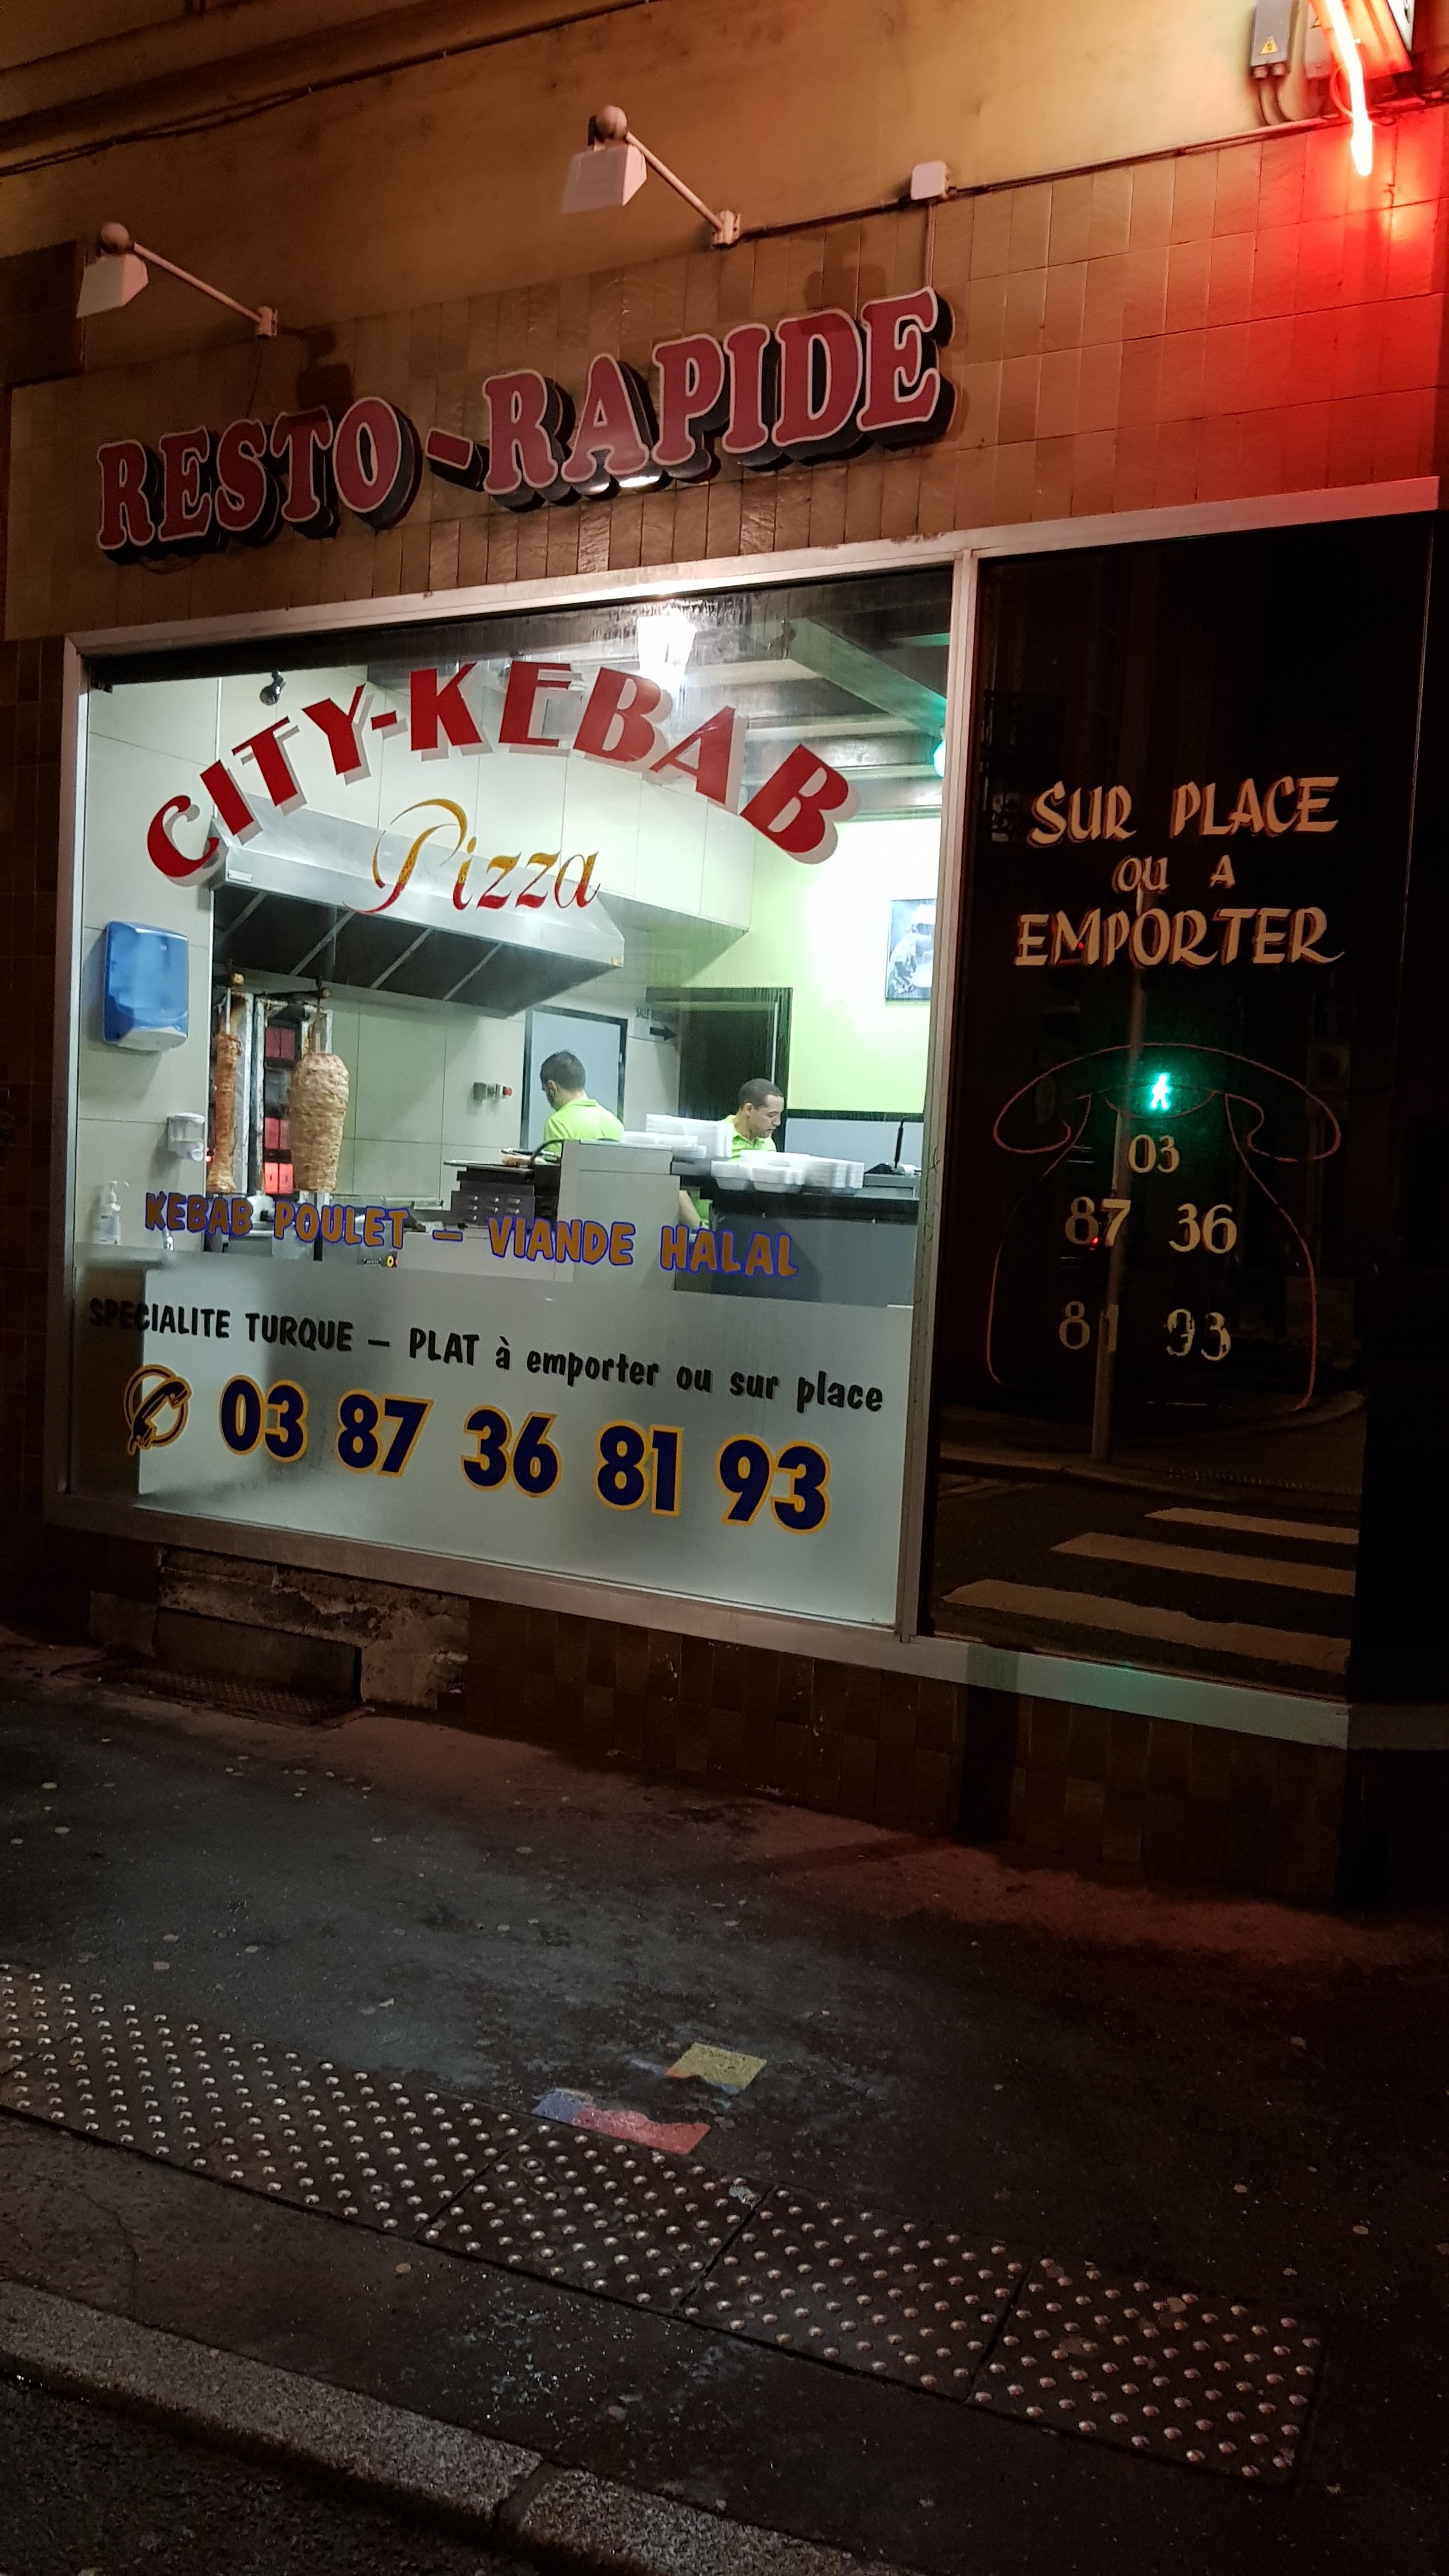 RESTO-RAPIDE
CITY-KEBAB
Pizza
KEBAB POULET - VIANDE HALAL
SPECIALITE TURQUE - PLAT à emporter ou sur place
03 87 36 81 93
SUR PLACE
OU A
EMPORTER
03
87 36
81 93
SALLE